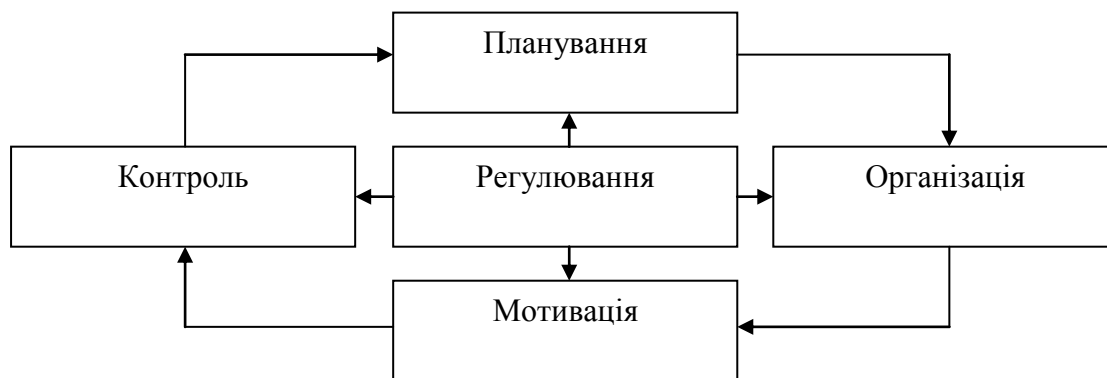 Планування
Контроль
Регулювання
Організація
Мотивація